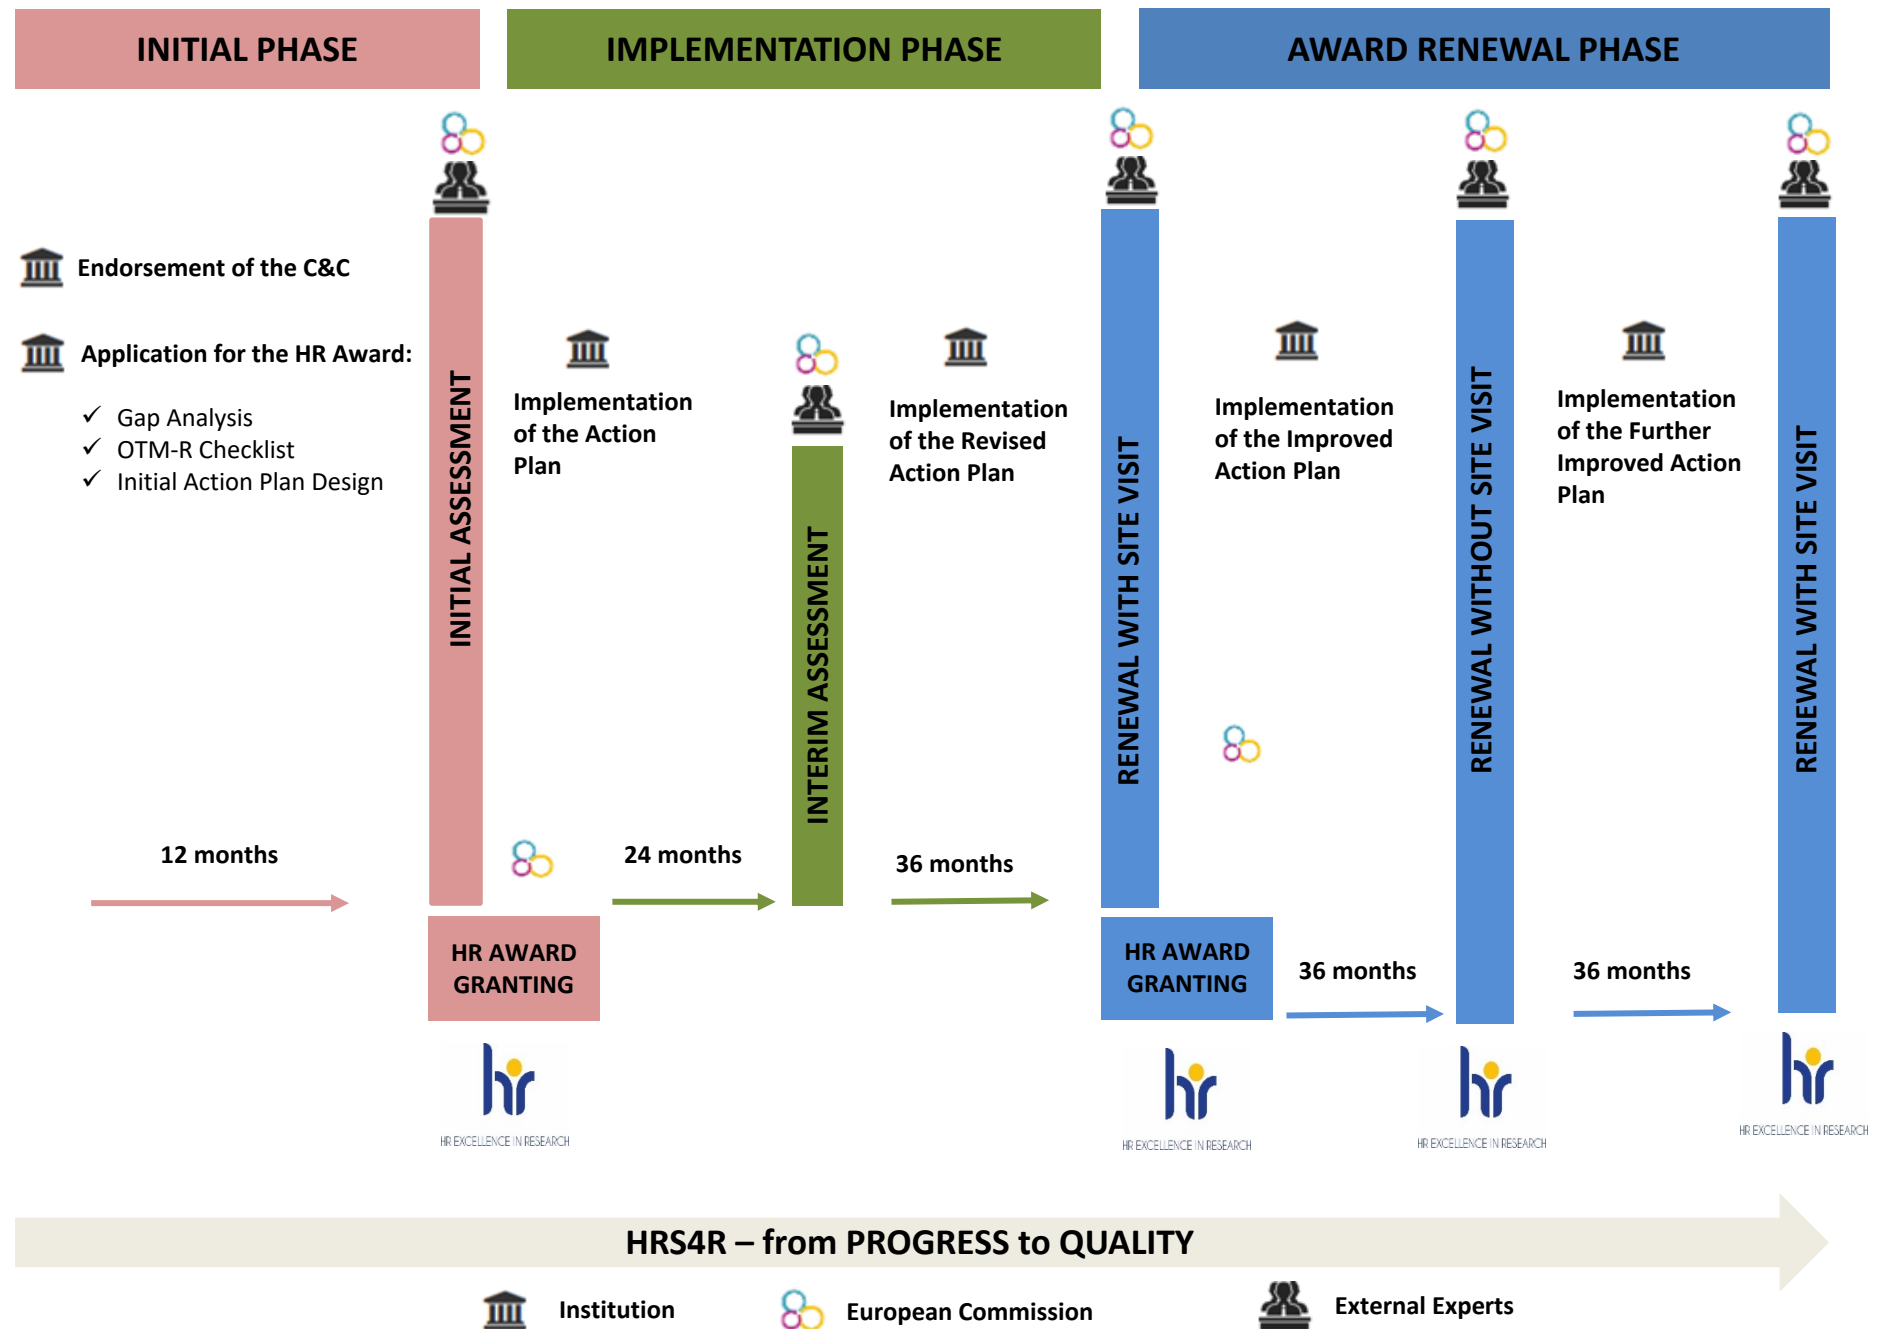 INITIAL PHASE
IMPLEMENTATION PHASE
AWARD RENEWAL PHASE
Endorsement of the C&C
Application for the HR Award:
✓ Gap Analysis
✓ OTM-R Checklist
✓ Initial Action Plan Design
12 months
INITIAL ASSESSMENT
HR AWARD
GRANTING
hr
HR EXCELLENCE IN RESEARCH
Implementation
of the Action
Plan
24 months
INTERIM ASSESSMENT
Implementation
of the Revised
Action Plan
36 months
RENEWAL WITH SITE VISIT
HR AWARD
GRANTING
hr
HR EXCELLENCE IN RESEARCH
Implementation
of the Improved
Action Plan
36 months
RENEWAL WITHOUT SITE VISIT
hr
HR EXCELLENCE IN RESEARCH
Implementation
of the Further
Improved Action
Plan
36 months
RENEWAL WITH SITE VISIT
hr
HR EXCELLENCE IN RESEARCH
HRS4R – from PROGRESS to QUALITY
Institution
European Commission
External Experts